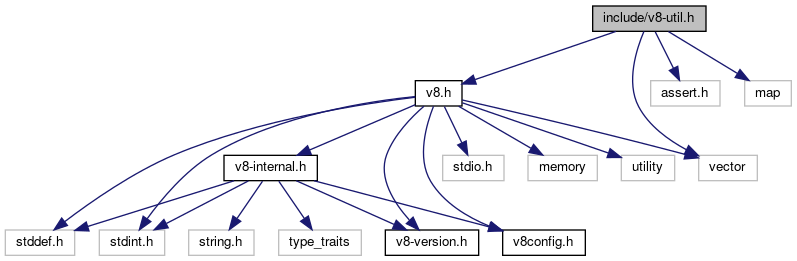 include/v8-util.h
v8.h
assert.h
map
v8-internal.h
stdio.h
memory
utility
vector
stddef.h
stdint.h
string.h
type_traits
v8-version.h
v8config.h